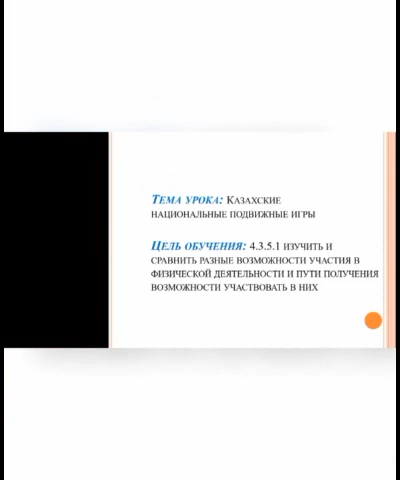 Тема урока: Казахские
национальные подвижные игры
Цель обучения: 4.3.5.1 изучить и
сравнить разные возможности участия в
физической деятельности и пути получения
возможности участвовать в них